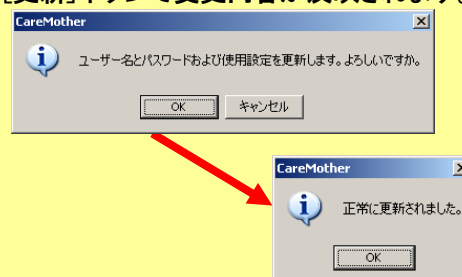 [更新]ボタンで変更内容が反映されます。
CareMother
ユーザー名とパスワードおよび使用設定を更新します。よろしいですか。
OK
キャンセル
CareMother
正常に更新されました。
OK